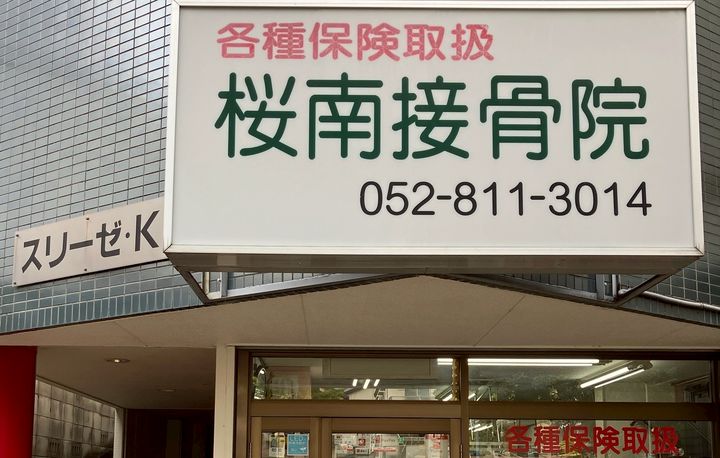 各種保険取扱
桜南接骨院
052-811-3014
スリーゼ・K
各種保険取扱